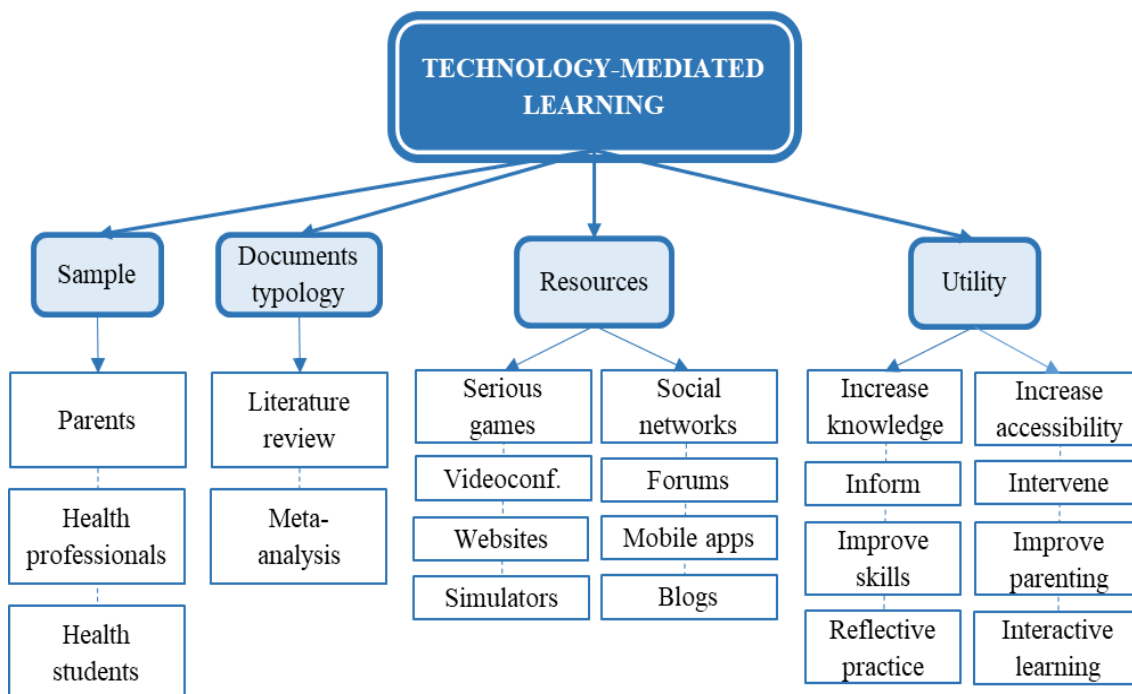 TECHNOLOGY-MEDIATED
LEARNING
Sample
Documents
typology
Resources
Utility
Parents
Health
professionals
Health
students
Literature
review
Meta-
analysis
Serious
games
Videoconf.
Websites
Simulators
Social
networks
Forums
Mobile apps
Blogs
Increase
knowledge
Inform
Improve
skills
Reflective
practice
Increase
accessibility
Intervene
Improve
parenting
Interactive
learning